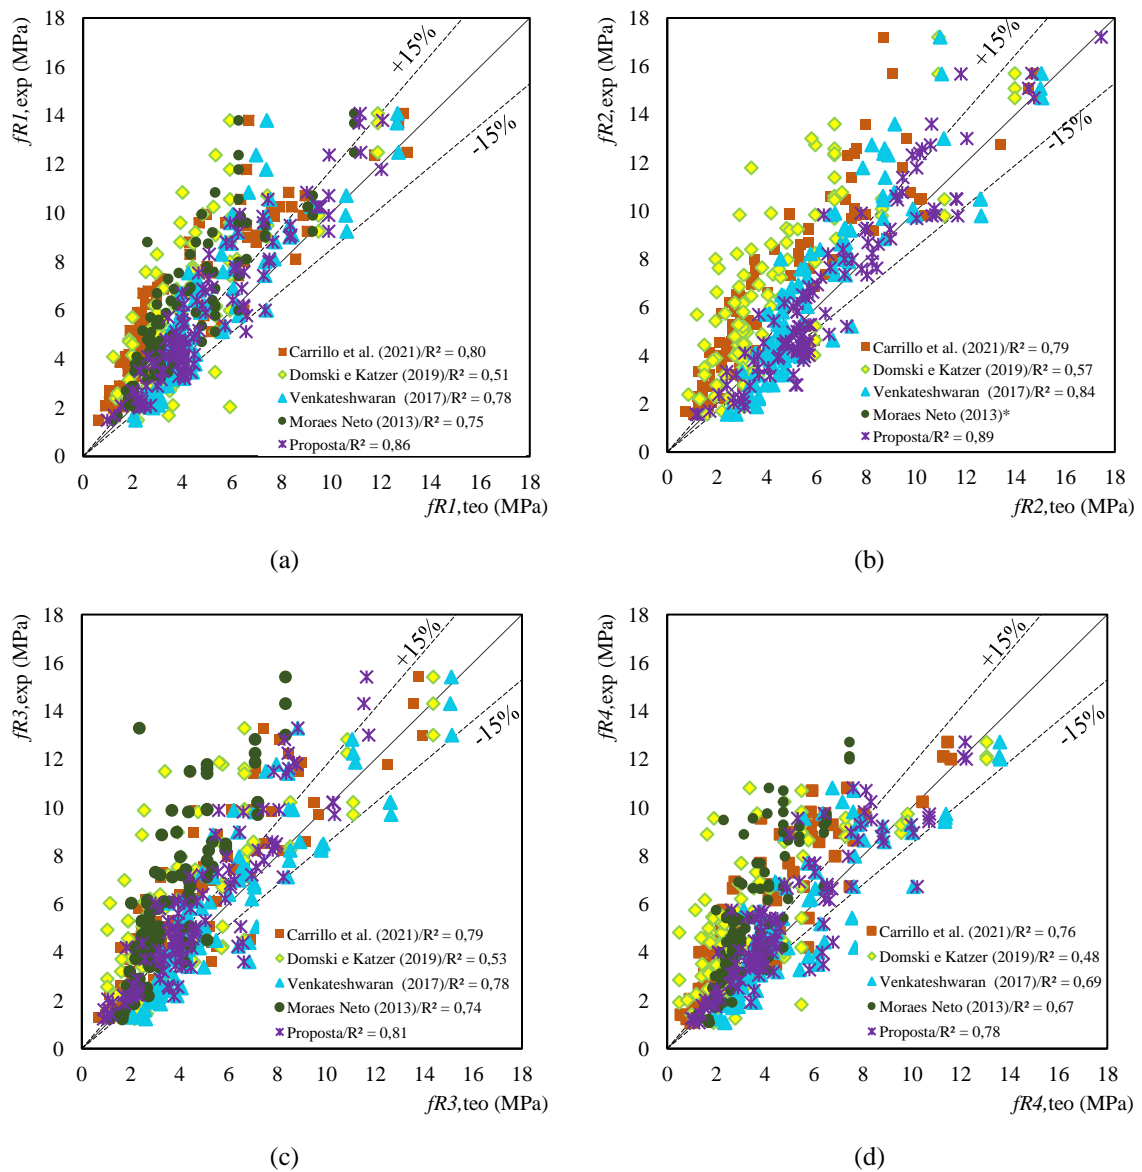 fR1,exp (MPa)
18
16
14
12
10
8
6
4
2
0
+15%
-15%
Carrillo et al. (2021)/R² = 0,80
Domski e Katzer (2019)/R² = 0,51
Venkateshwaran (2017)/R² = 0,78
Moraes Neto (2013)/R² = 0,75
Proposta/R² = 0,86
0 2 4 6 8 10 12 14 16 18
fR1,teo (MPa)
(a)
fR2,exp (MPa)
18
16
14
12
10
8
6
4
2
0
+15%
-15%
Carrillo et al. (2021)/R² = 0,79
Domski e Katzer (2019)/R² = 0,57
Venkateshwaran (2017)/R² = 0,84
Moraes Neto (2013)*
Proposta/R² = 0,89
0 2 4 6 8 10 12 14 16 18
fR2,teo (MPa)
(b)
fR3,exp (MPa)
18
16
14
12
10
8
6
4
2
0
+15%
-15%
Carrillo et al. (2021)/R² = 0,79
Domski e Katzer (2019)/R² = 0,53
Venkateshwaran (2017)/R² = 0,78
Moraes Neto (2013)/R² = 0,74
Proposta/R² = 0,81
0 2 4 6 8 10 12 14 16 18
fR3,teo (MPa)
(c)
fR4,exp (MPa)
18
16
14
12
10
8
6
4
2
0
+15%
-15%
Carrillo et al. (2021)/R² = 0,76
Domski e Katzer (2019)/R² = 0,48
Venkateshwaran (2017)/R² = 0,69
Moraes Neto (2013)/R² = 0,67
Proposta/R² = 0,78
0 2 4 6 8 10 12 14 16 18
fR4,teo (MPa)
(d)